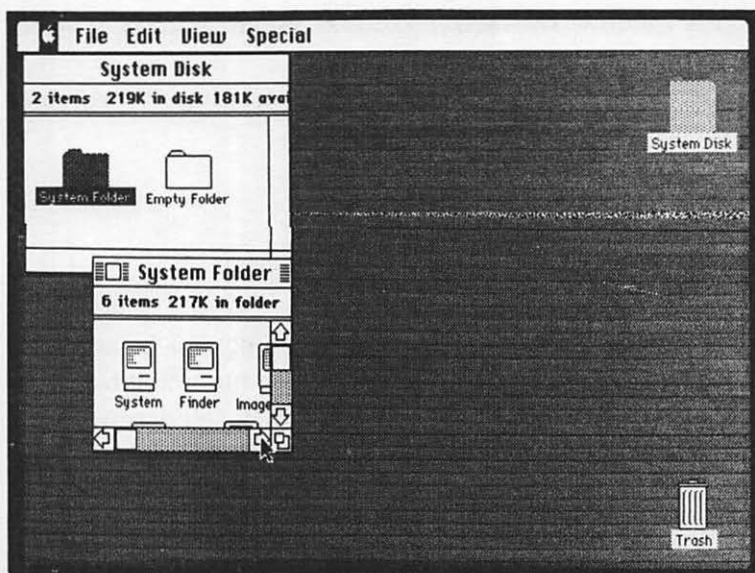 File Edit View Special
System Disk
2 items 219K in disk 181K avai
System Folder
Empty Folder
System Disk
System Folder
6 items 217K in folder
System
Finder
Image
Trash